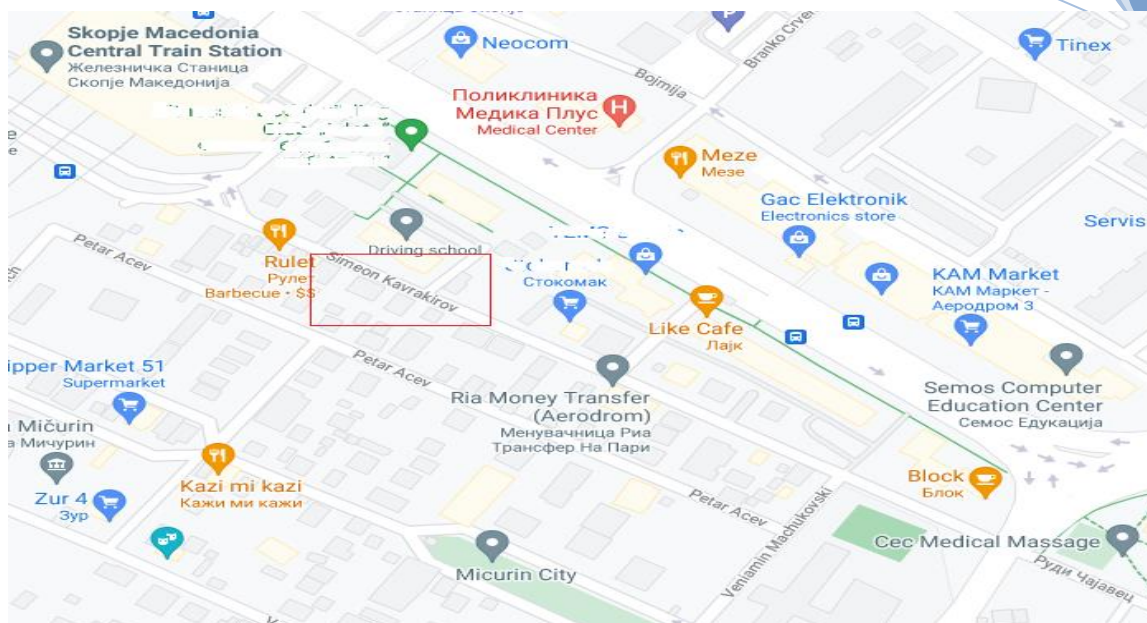 Skopje Macedonia
Central Train Station
Железничка Станица
Скопје Македонија
Neocom
Bojmija
Branko Crver
Tinex
Поликлиника
Медика Плус
Medical Center
Meze
Мезе
Gac Elektronik
Electronics store
Servis
Driving school
Petar Acev
Rulet
Рулет
Barbecue • $$
Simeon Kavrakirov
Стокомак
KAM Market
КАМ Маркет -
Аеродром 3
Like Cafe
Лајк
Petar Acev
ipper Market 51
Supermarket
Ria Money Transfer
(Aerodrom)
Менувачница Риа
Трансфер На Пари
Semos Computer
Education Center
Семос Едукација
Mičurin
а Мичурин
Zur 4
Зур
Kazi mi kazi
Кажи ми кажи
Block
Блок
Petar Acev
Veniamin Machukovski
Cec Medical Massage
Руди Чајавец
Micurin City